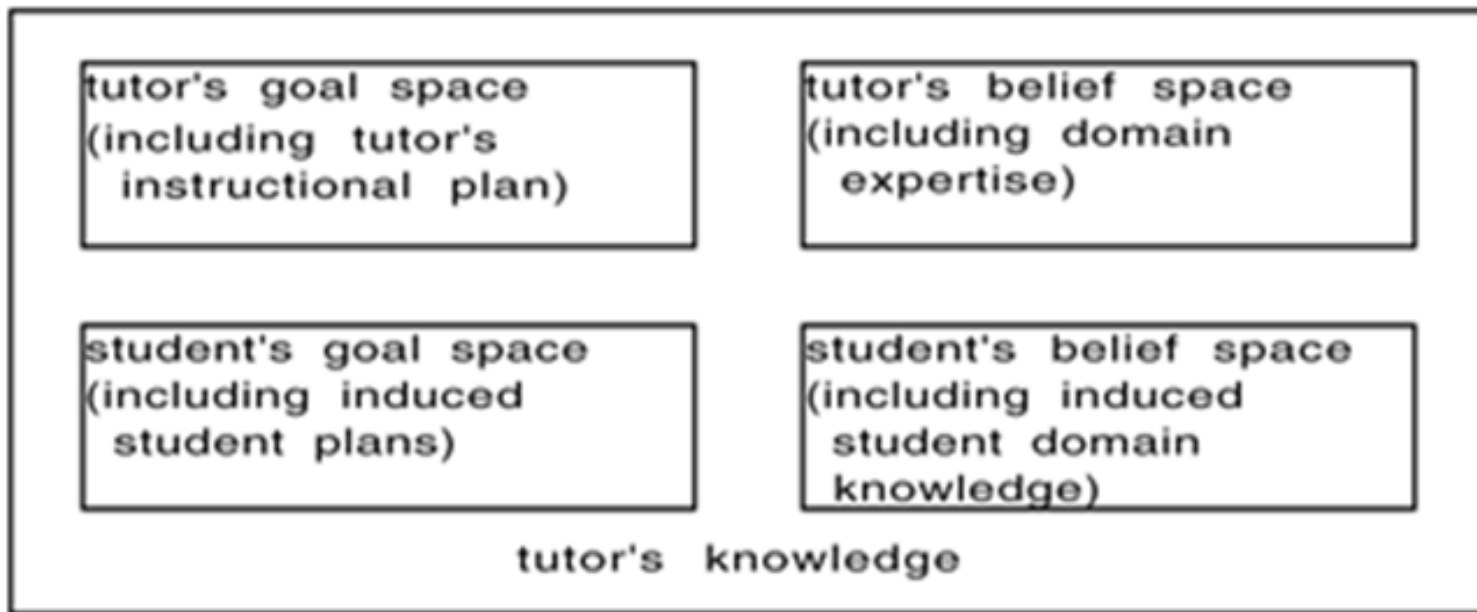 tutor's goal space
(including tutor's
instructional plan)
tutor's belief space
(including domain
expertise)
student's goal space
(including induced
student plans)
student's belief space
(including induced
student domain
knowledge)
tutor's knowledge